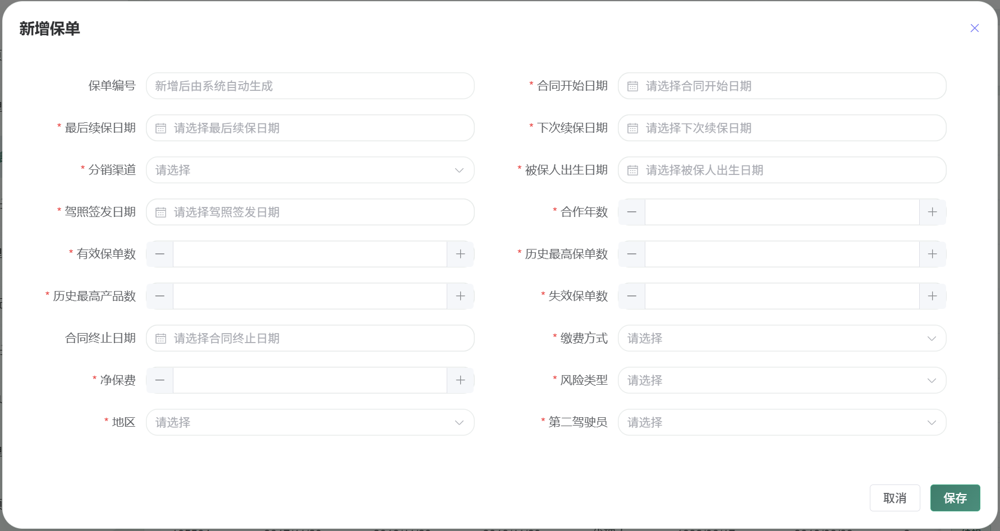 新增保单
保单编号 新增后由系统自动生成
* 合同开始日期 请选择合同开始日期
* 最后续保日期 请选择最后续保日期
* 下次续保日期 请选择下次续保日期
* 分销渠道 请选择
* 被保人出生日期 请选择被保人出生日期
* 驾照签发日期 请选择驾照签发日期
* 合作年数
* 有效保单数
* 历史最高保单数
* 历史最高产品数
* 失效保单数
合同终止日期 请选择合同终止日期
* 缴费方式 请选择
* 净保费
* 风险类型 请选择
* 地区 请选择
* 第二驾驶员 请选择
取消 保存